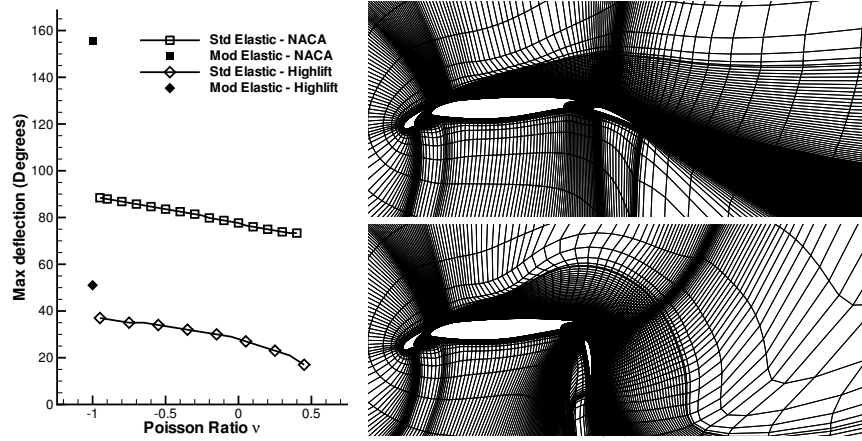 Max deflection (Degrees)
160
140
120
100
80
60
40
20
0
Std Elastic - NACA
Mod Elastic - NACA
Std Elastic - Highlift
Mod Elastic - Highlift
-1 -0.5 0 0.5
Poisson Ratio ν